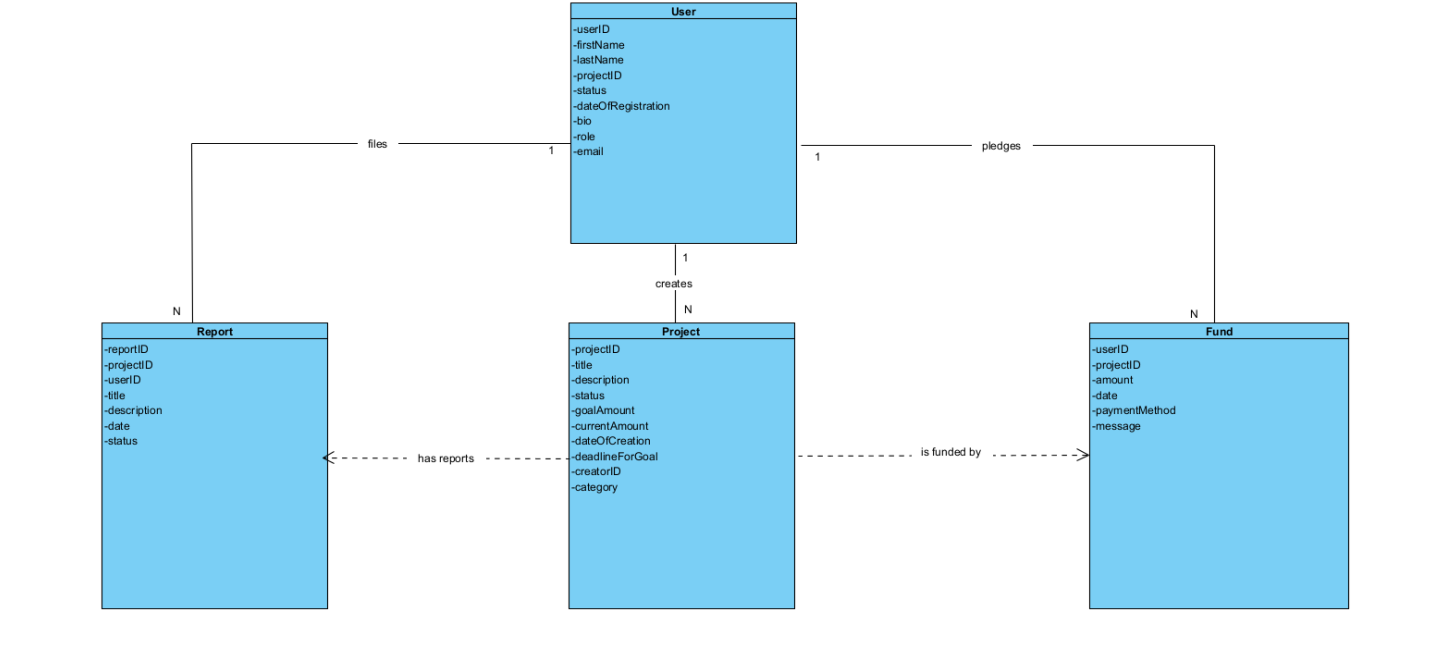 User
-userID
-firstName
-lastName
-projectID
-status
-dateOfRegistration
-bio
-role
-email
files
1
pledges
1
1
creates
N
N
N
Report
-reportID
-projectID
-userID
-title
-description
-date
-status
Project
-projectID
-title
-description
-status
-goalAmount
-currentAmount
-dateOfCreation
-deadlineForGoal
-creatorID
-category
Fund
-userID
-projectID
-amount
-date
-paymentMethod
-message
has reports
is funded by